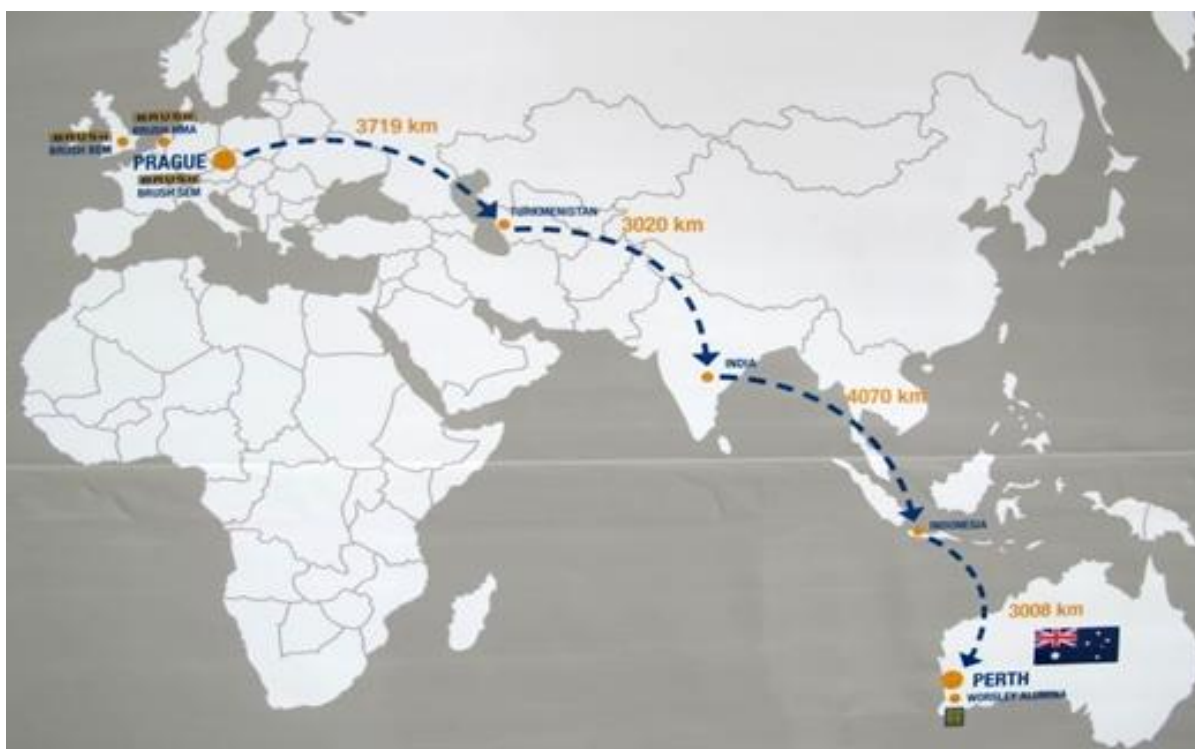 BRUSH
BRUSH HMA
BRUSH
BRUSH BEM
PRAGUE
BRUSH
BRUSH SEM
3719 km
TURKMENISTAN
3020 km
INDIA
4070 km
INDONESIA
3008 km
PERTH
WORSLEY ALUMINA